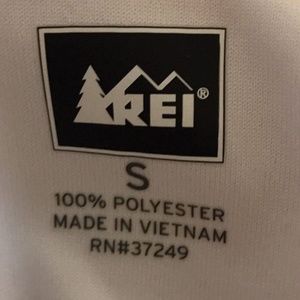 REI®
S
100% POLYESTER
MADE IN VIETNAM
RN#37249